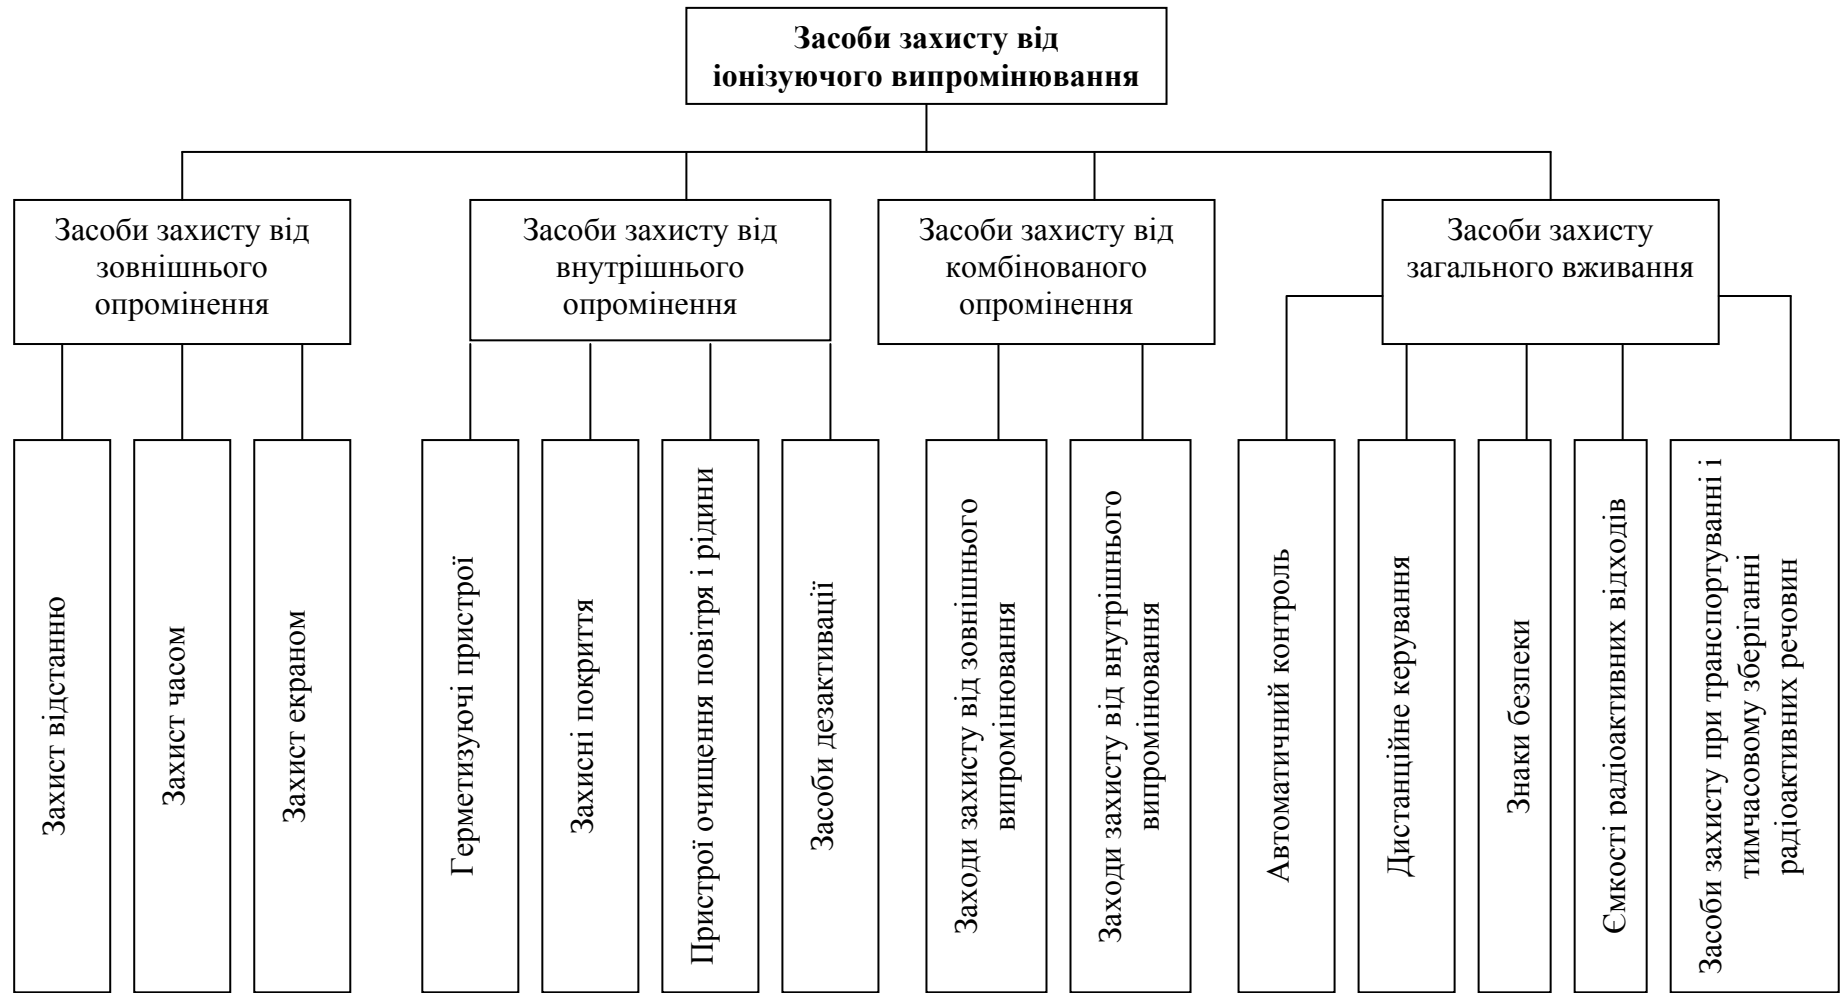 Засоби захисту від
іонізуючого випромінювання
Засоби захисту від
зовнішнього
опромінення
Засоби захисту від
внутрішнього
опромінення
Засоби захисту від
комбінованого
опромінення
Засоби захисту
загального вживання
Захист відстанню
Захист часом
Захист екраном
Герметизуючі пристрої
Захисні покриття
Пристрої очищення повітря і рідини
Засоби дезактивації
Заходи захисту від зовнішнього
випромінювання
Заходи захисту від внутрішнього
випромінювання
Автоматичний контроль
Дистанційне керування
Знаки безпеки
Ємкості радіоактивних відходів
Засоби захисту при транспортуванні і
тимчасовому зберіганні
радіоактивних речовин